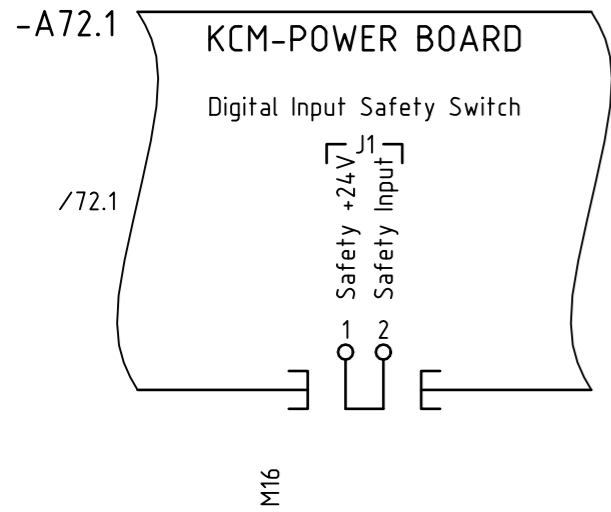 -A72.1
KCM-POWER BOARD
Digital Input Safety Switch
J1
/72.1
Safety +24V
Safety Input
1 2
M16